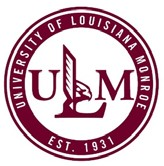 UNIVERSITY OF LOUISIANA MONROE
ULM
EST. 1931